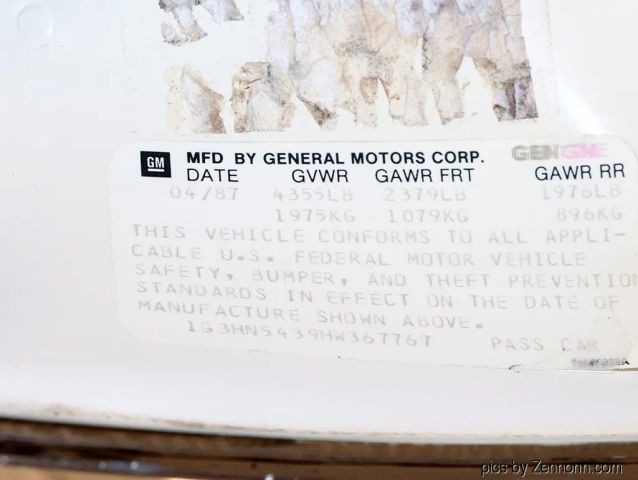 GM MFD BY GENERAL MOTORS CORP.
DATE GVWR GAWR FRT GAWR RR
04/87 4355LB 2379LB 1976LB
1975KG 1079KG 896KG
THIS VEHICLE CONFORMS TO ALL APPLI-
CABLE U.S. FEDERAL MOTOR VEHICLE
SAFETY, BUMPER, AND THEFT PREVENTION
STANDARDS IN EFFECT ON THE DATE OF
MANUFACTURE SHOWN ABOVE.
1G3HN5439HW367767 PASS CAR
pics by Zennonn.com